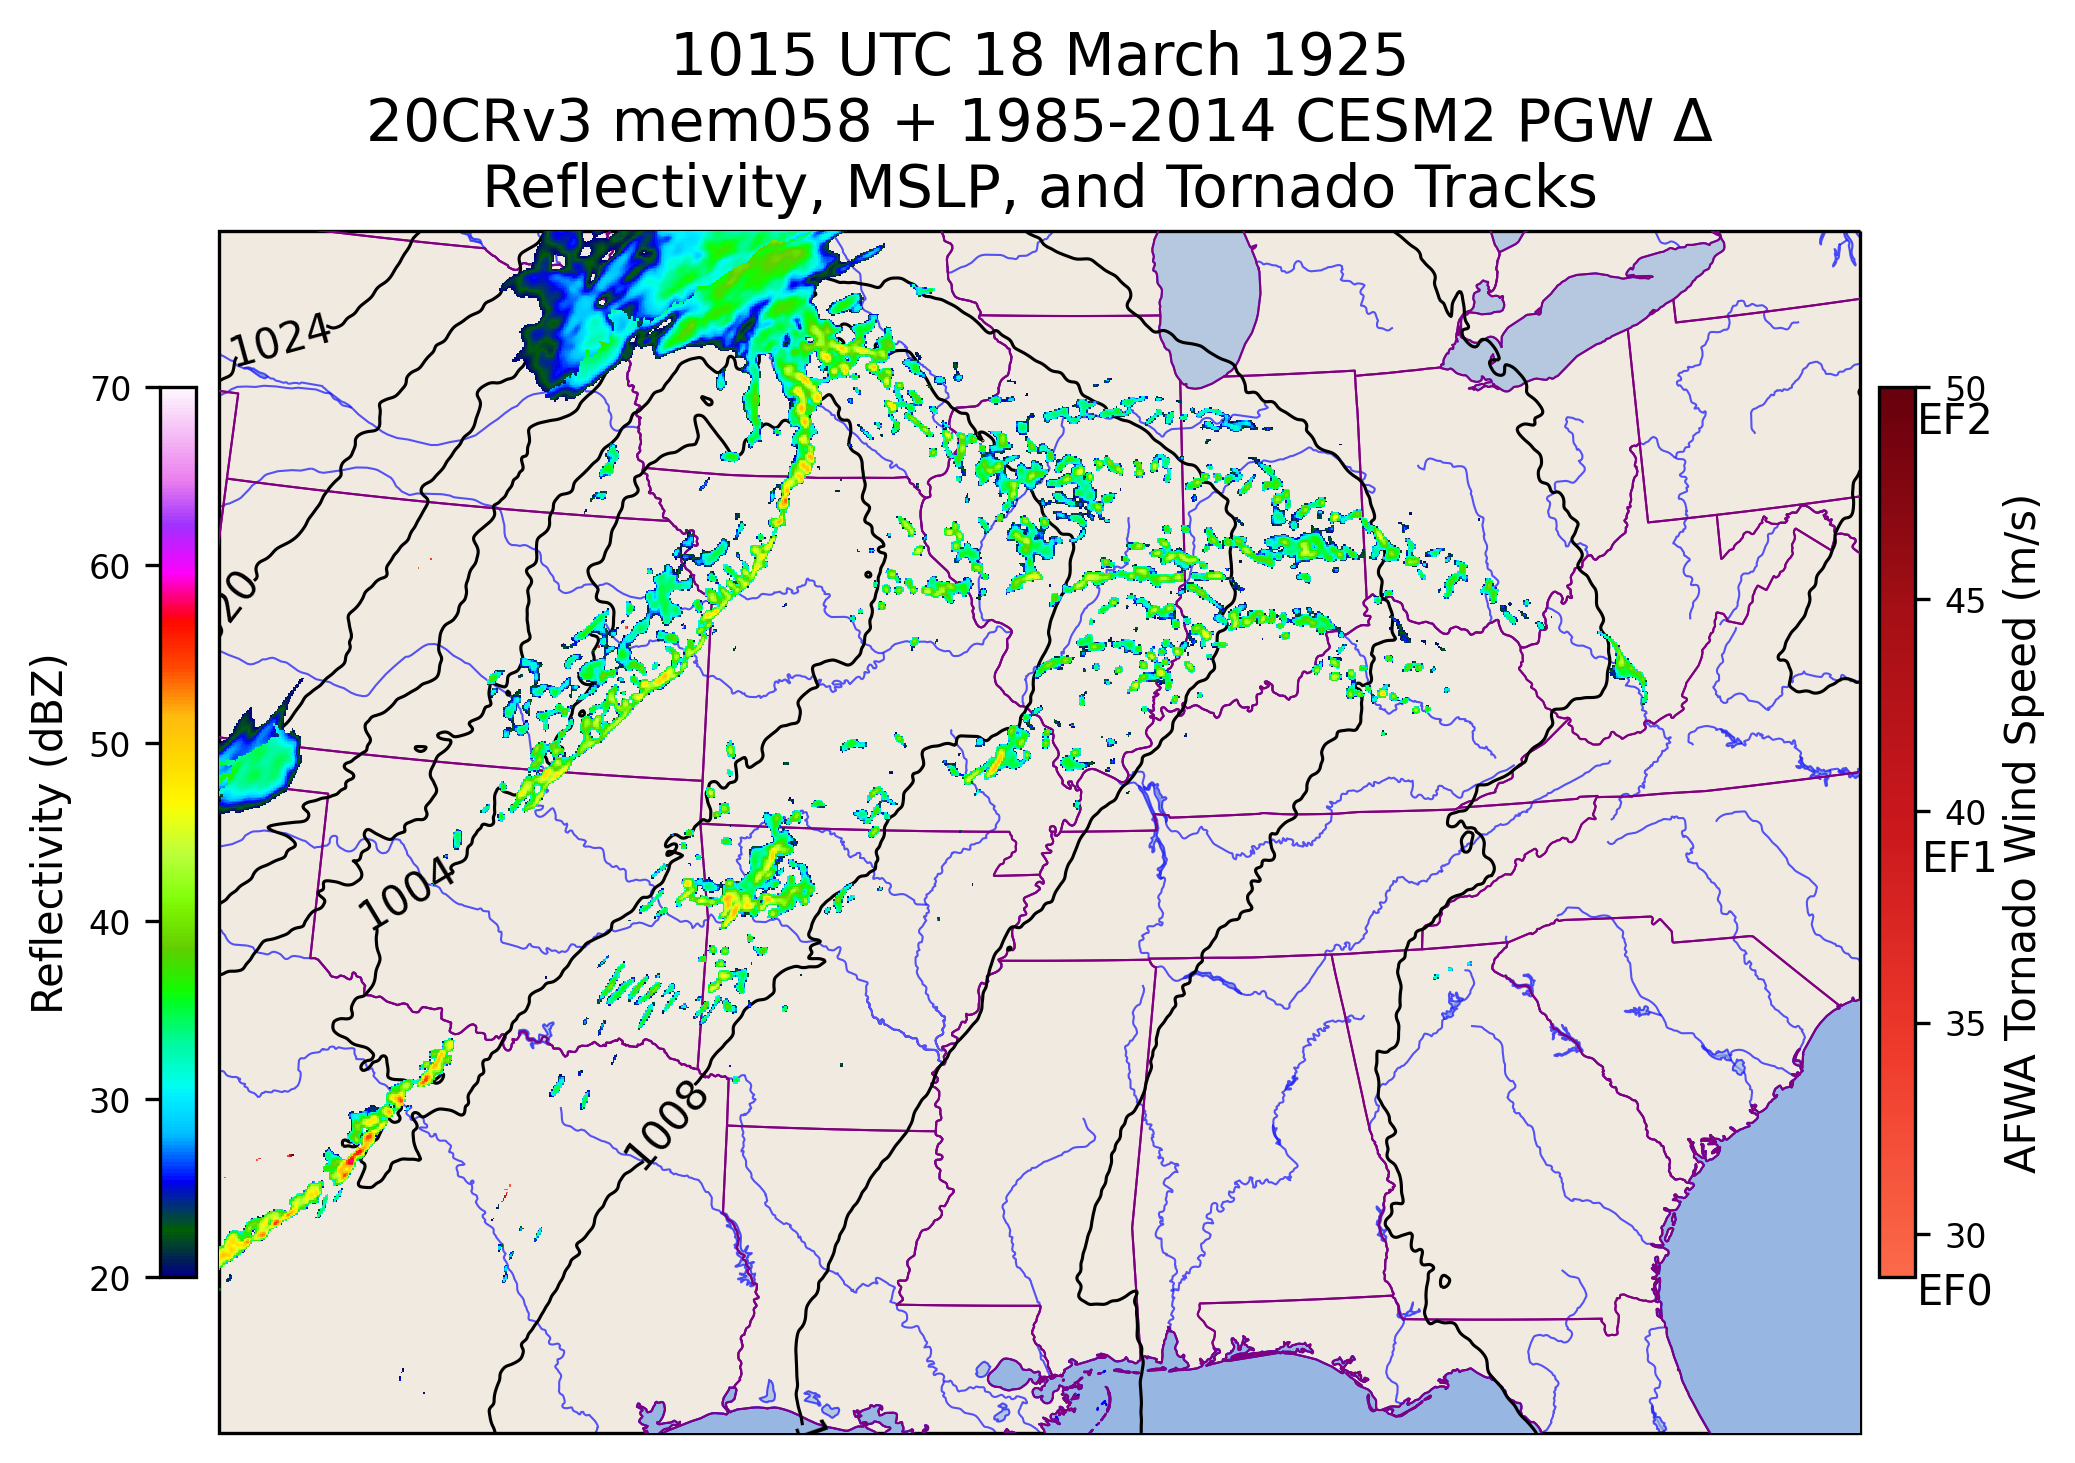 1015 UTC 18 March 1925
20CRv3 mem058 + 1985-2014 CESM2 PGW Δ
Reflectivity, MSLP, and Tornado Tracks
1024
20
1004
1008
70
60
50
40
30
20
Reflectivity (dBZ)
50
EF2
45
40
EF1
35
30
EF0
AFWA Tornado Wind Speed (m/s)